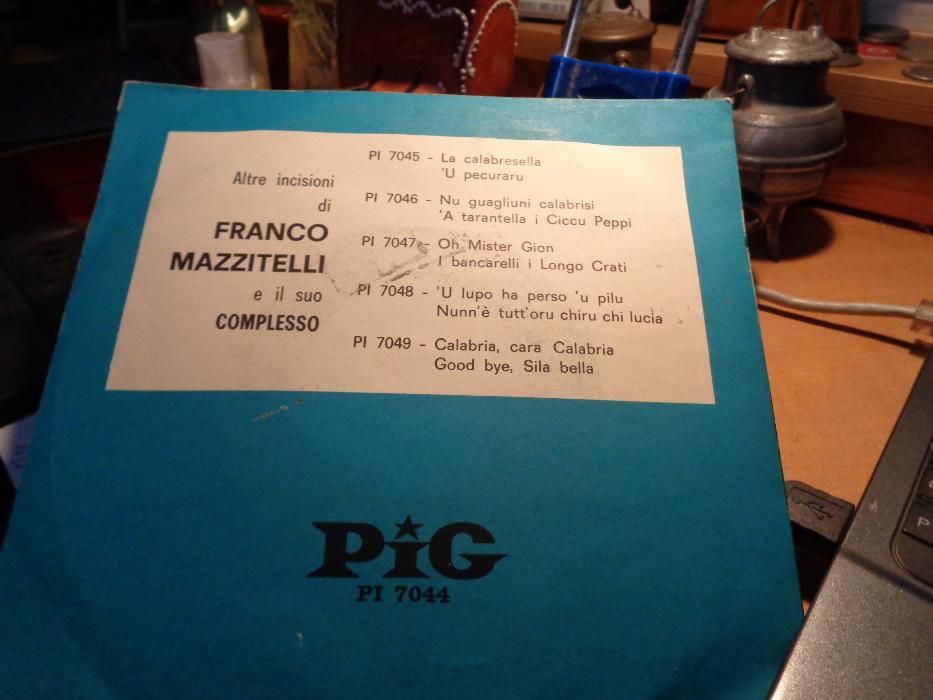 Altre incisioni
di
FRANCO
MAZZITELLI
e il suo
COMPLESSO
PI 7045 - La calabresella
'U pecuraru
PI 7046 - Nu guagliuni calabrisi
'A tarantella i Ciccu Peppi
PI 7047 - Oh Mister Gion
I bancarelli i Longo Crati
PI 7048 - 'U lupo ha perso 'u pilu
Nunn'è tutt'oru chiru chi lucia
PI 7049 - Calabria, cara Calabria
Good bye, Sila bella
PiG
PI 7044
P